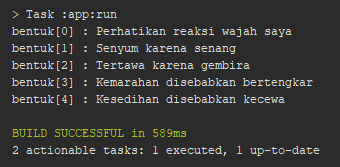 > Task :app:run
bentuk[0] : Perhatikan reaksi wajah saya
bentuk[1] : Senyum karena senang
bentuk[2] : Tertawa karena gembira
bentuk[3] : Kemarahan disebabkan bertengkar
bentuk[4] : Kesedihan disebabkan kecewa
BUILD SUCCESSFUL in 589ms
2 actionable tasks: 1 executed, 1 up-to-date